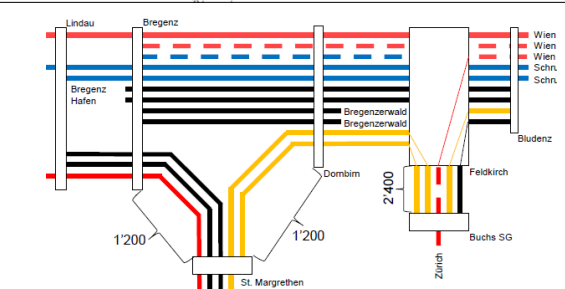 Lindau
Bregenz
Wien
Wien
Wien
Schru
Schru
Bregenz
Hafen
Bregenzerwald
Bregenzerwald
Bludenz
Dornbirn
Feldkirch
2'400
1'200
1'200
Buchs SG
St. Margrethen
Zürich